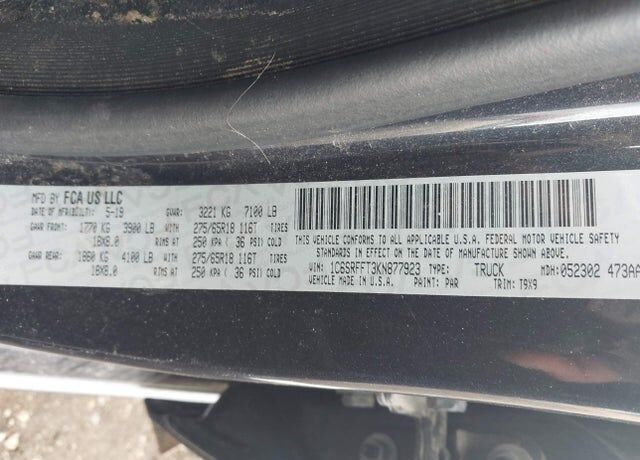 MFD BY FCA US LLC
DATE OF MFR(BUILT): 5-19 GVWR: 3221 KG 7100 LB
GAWR FRONT: 1770 KG 3900 LB WITH 275/65R18 116T TIRES
18X8.0 RIMS AT 250 KPA ( 36 PSI) COLD
GAWR REAR: 1860 KG 4100 LB WITH 275/65R18 116T TIRES
18X8.0 RIMS AT 250 KPA ( 36 PSI) COLD
THIS VEHICLE CONFORMS TO ALL APPLICABLE U.S.A. FEDERAL MOTOR VEHICLE SAFETY
STANDARDS IN EFFECT ON THE DATE OF MANUFACTURE SHOWN ABOVE.
VIN: 1C6SRFFT3KN877923 TYPE: TRUCK MDH: 052302 473AA
VEHICLE MADE IN U.S.A. PAINT: PAR TRIM: T9X9